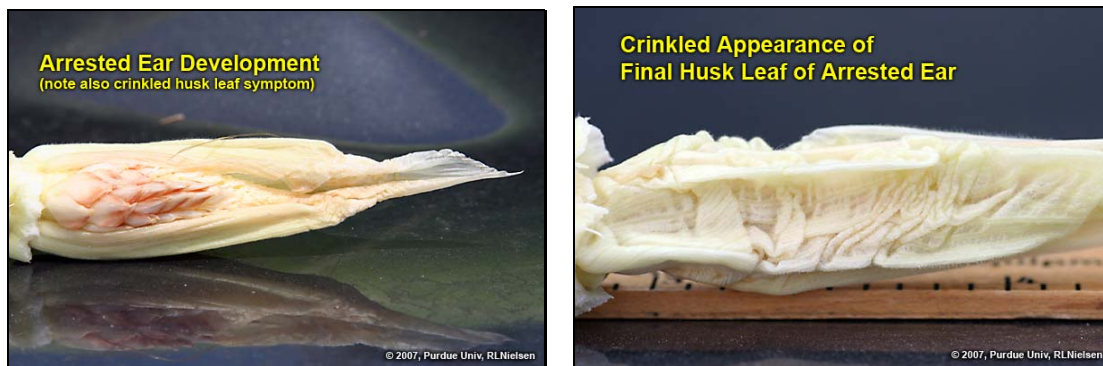 Arrested Ear Development
(note also crinkled husk leaf symptom)
© 2007, Purdue Univ, RLNielsen
Crinkled Appearance of
Final Husk Leaf of Arrested Ear
© 2007, Purdue Univ, RLNielsen